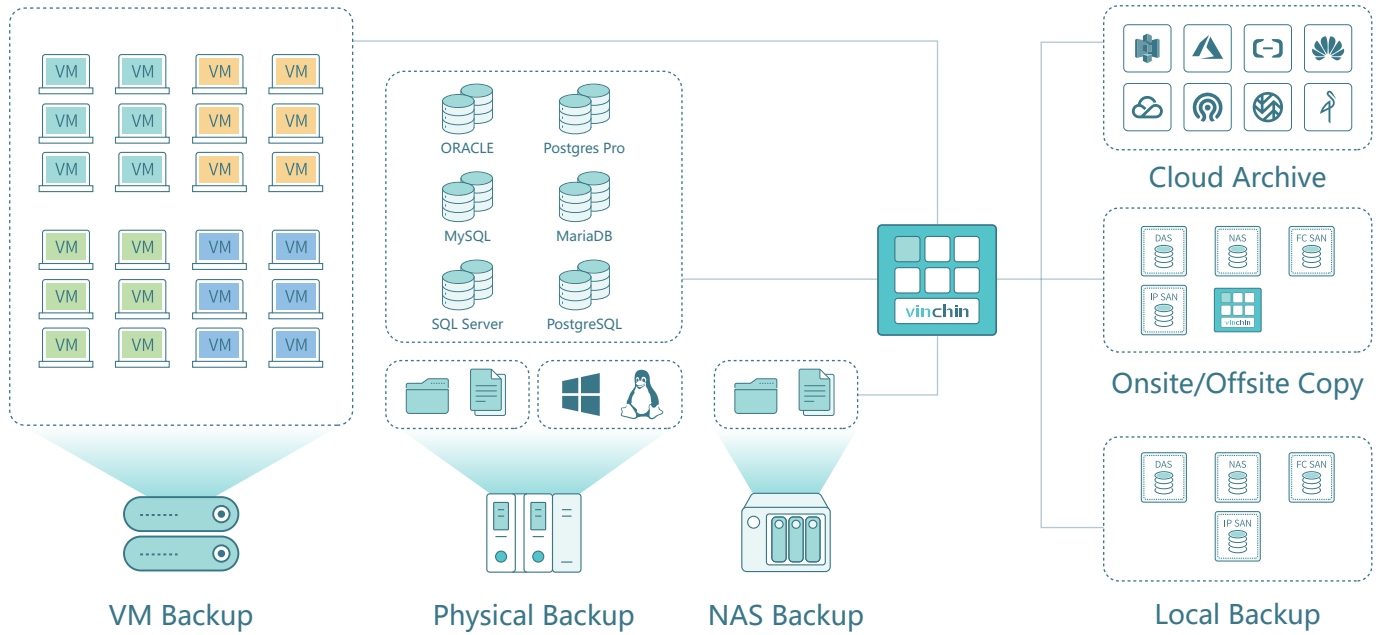 VM VM VM VM
VM VM VM VM
VM VM VM VM
VM VM VM VM
VM VM VM VM
VM VM VM VM
VM Backup
ORACLE
Postgres Pro
MySQL
MariaDB
SQL Server
PostgreSQL
Physical Backup
NAS Backup
vinchin
Cloud Archive
DAS
NAS
FC SAN
IP SAN
vinchin
Onsite/Offsite Copy
DAS
NAS
FC SAN
IP SAN
Local Backup